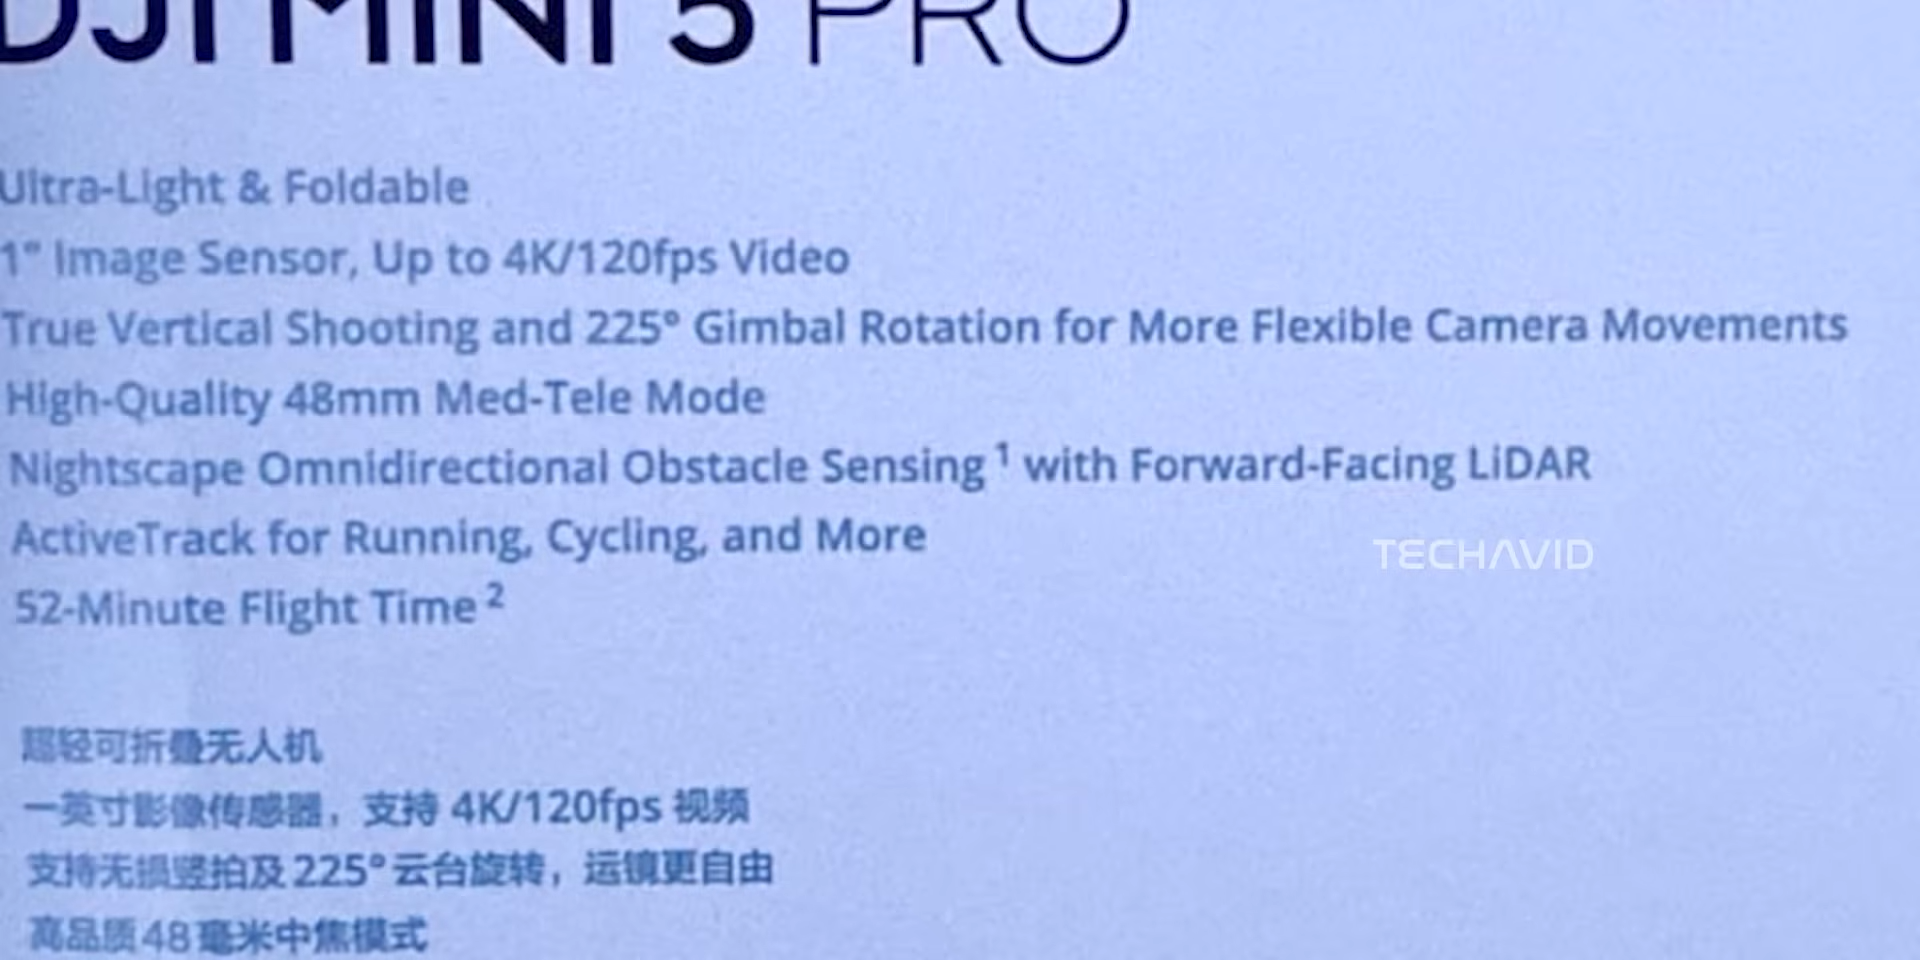 DJI MINI 5 PRO
Ultra-Light & Foldable
1" Image Sensor, Up to 4K/120fps Video
True Vertical Shooting and 225° Gimbal Rotation for More Flexible Camera Movements
High-Quality 48mm Med-Tele Mode
Nightscape Omnidirectional Obstacle Sensing 1 with Forward-Facing LiDAR
ActiveTrack for Running, Cycling, and More
TECHAVID
52-Minute Flight Time 2
超轻可折叠无人机
一英寸影像传感器，支持 4K/120fps 视频
支持无损竖拍及 225° 云台旋转，运镜更自由
高品质 48 毫米中焦模式